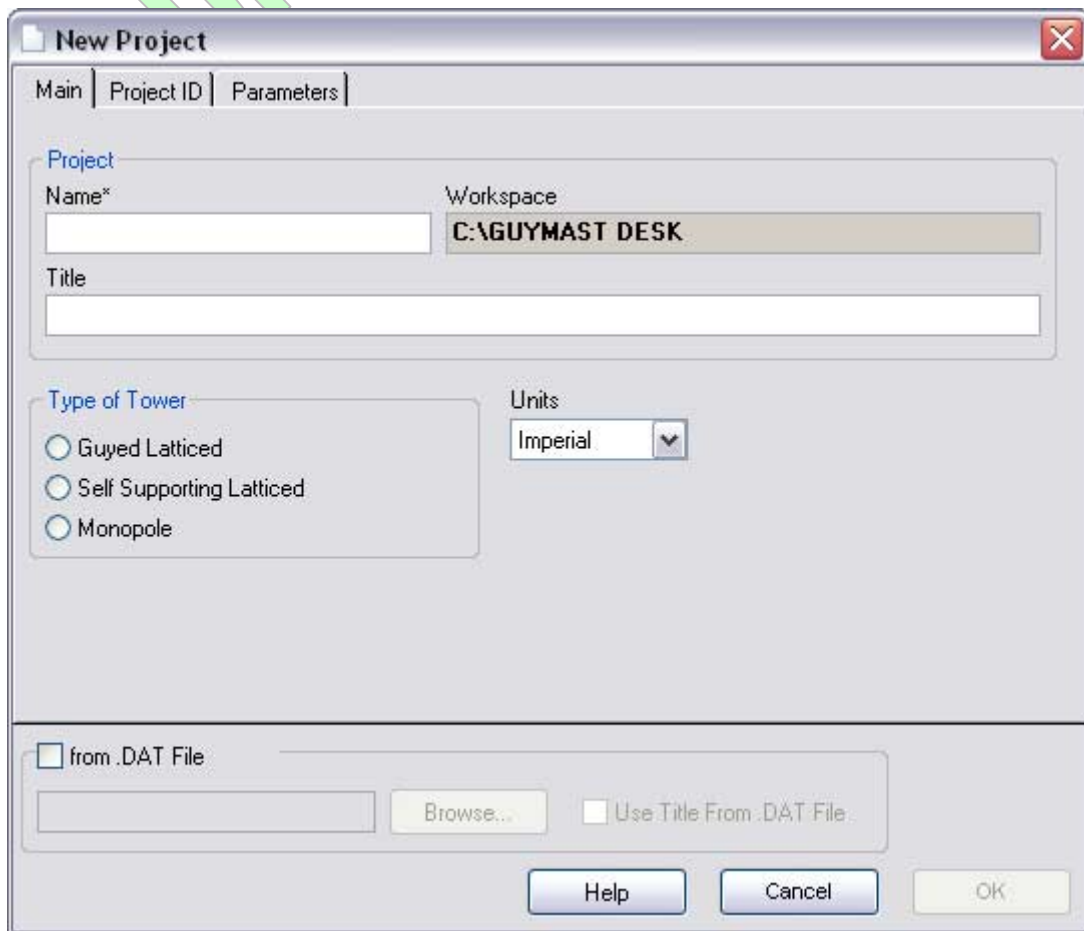 New Project
Main Project ID Parameters
Project
Name* Workspace
C:\GUYMAST DESK
Title
Type of Tower Units
Guyed Latticed Imperial
Self Supporting Latticed
Monopole
from .DAT File
Browse... Use Title From .DAT File
Help Cancel OK